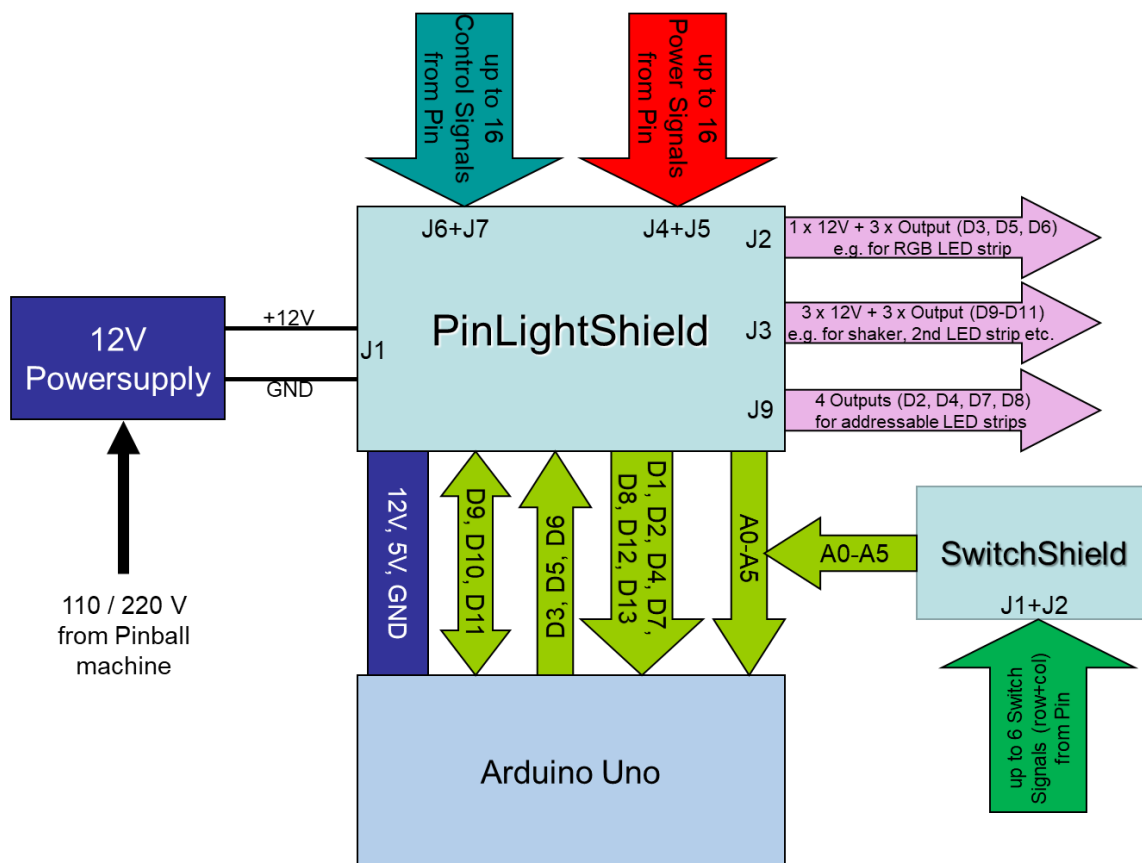 up to 16
Control Signals
from Pin
up to 16
Power Signals
from Pin
J6+J7
J4+J5
J2
1 x 12V + 3 x Output (D3, D5, D6)
e.g. for RGB LED strip
12V
Powersupply
+12V
GND
J1
PinLightShield
J3
3 x 12V + 3 x Output (D9-D11)
e.g. for shaker, 2nd LED strip etc.
J9
4 Outputs (D2, D4, D7, D8)
for addressable LED strips
110 / 220 V
from Pinball
machine
12V, 5V, GND
D9, D10, D11
D3, D5, D6
D1, D2, D4, D7,
D8, D12, D13
A0-A5
A0-A5
SwitchShield
J1+J2
up to 6 Switch
Signals (row+col)
from Pin
Arduino Uno